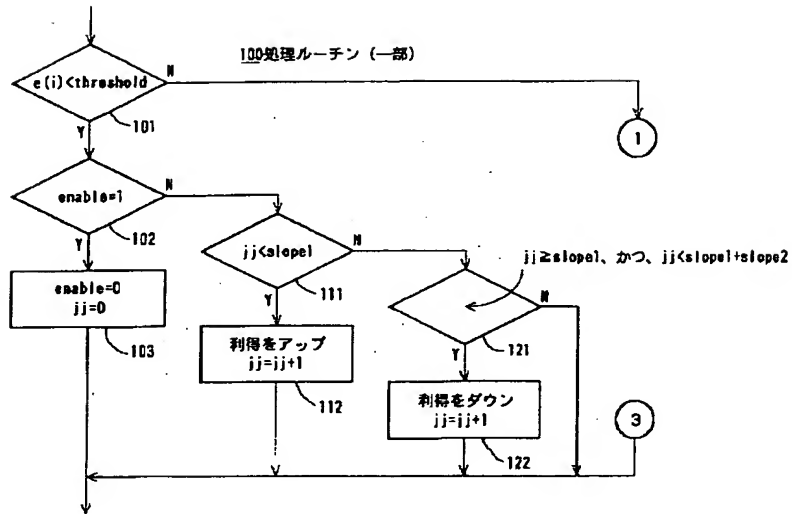 100処理ルーチン（一部）
e(i)<threshold
N
101
Y
1
enable=1
N
102
Y
jj<slope1
N
111
Y
jj≧slope1、かつ、jj<slope1+slope2
N
121
Y
enable=0
jj=0
103
利得をアップ
jj=jj+1
112
利得をダウン
jj=jj+1
122
3